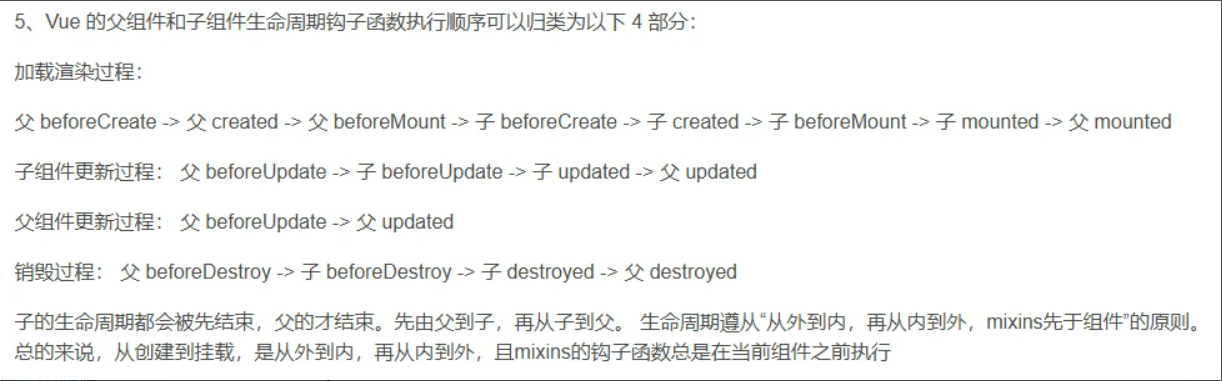 5、Vue 的父组件和子组件生命周期钩子函数执行顺序可以归类为以下 4 部分：
加载渲染过程：
父 beforeCreate -> 父 created -> 父 beforeMount -> 子 beforeCreate -> 子 created -> 子 beforeMount -> 子 mounted -> 父 mounted
子组件更新过程： 父 beforeUpdate -> 子 beforeUpdate -> 子 updated -> 父 updated
父组件更新过程： 父 beforeUpdate -> 父 updated
销毁过程： 父 beforeDestroy -> 子 beforeDestroy -> 子 destroyed -> 父 destroyed
子的生命周期都会被先结束，父的才结束。先由父到子，再从子到父。 生命周期遵从“从外到内，再从内到外，mixins先于组件”的原则。
总的来说，从创建到挂载，是从外到内，再从内到外，且mixins的钩子函数总是在当前组件之前执行